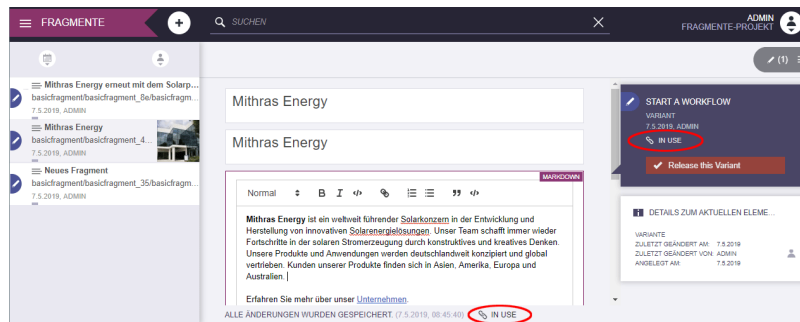 FRAGMENTE
SUCHEN
ADMIN
FRAGMENTE-PROJEKT
(1)
Mithras Energy erneut mit dem Solarp...
basicfragment/basicfragment_8e/basicfragm...
7.5.2019, ADMIN
Mithras Energy
basicfragment/basicfragment_4...
7.5.2019, ADMIN
Neues Fragment
basicfragment/basicfragment_35/basicfragm...
7.5.2019, ADMIN
Mithras Energy
Mithras Energy
MARKDOWN
Normal
B I
Mithras Energy ist ein weltweit führender Solarkonzern in der Entwicklung und
Herstellung von innovativen Solarenergielösungen. Unser Team schafft immer wieder
Fortschritte in der solaren Stromerzeugung durch konstruktives und kreatives Denken.
Unsere Produkte und Anwendungen werden deutschlandweit konzipiert und global
vertrieben. Kunden unserer Produkte finden sich in Asien, Amerika, Europa und
Australien.
Erfahren Sie mehr über unser Unternehmen.
ALLE ÄNDERUNGEN WURDEN GESPEICHERT. (7.5.2019, 08:45:40) IN USE
START A WORKFLOW
VARIANT
7.5.2019, ADMIN
IN USE
Release this Variant
DETAILS ZUM AKTUELLEN ELEME...
VARIANTE
ZULETZT GEÄNDERT AM: 7.5.2019
ZULETZT GEÄNDERT VON: ADMIN
ANGELEGT AM: 7.5.2019